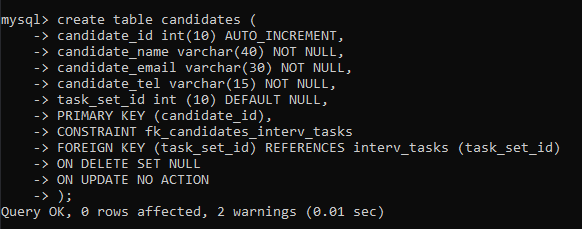 mysql> create table candidates (
    -> candidate_id int(10) AUTO_INCREMENT,
    -> candidate_name varchar(40) NOT NULL,
    -> candidate_email varchar(30) NOT NULL,
    -> candidate_tel varchar(15) NOT NULL,
    -> task_set_id int (10) DEFAULT NULL,
    -> PRIMARY KEY (candidate_id),
    -> CONSTRAINT fk_candidates_interv_tasks
    -> FOREIGN KEY (task_set_id) REFERENCES interv_tasks (task_set_id)
    -> ON DELETE SET NULL
    -> ON UPDATE NO ACTION
    -> );
Query OK, 0 rows affected, 2 warnings (0.01 sec)